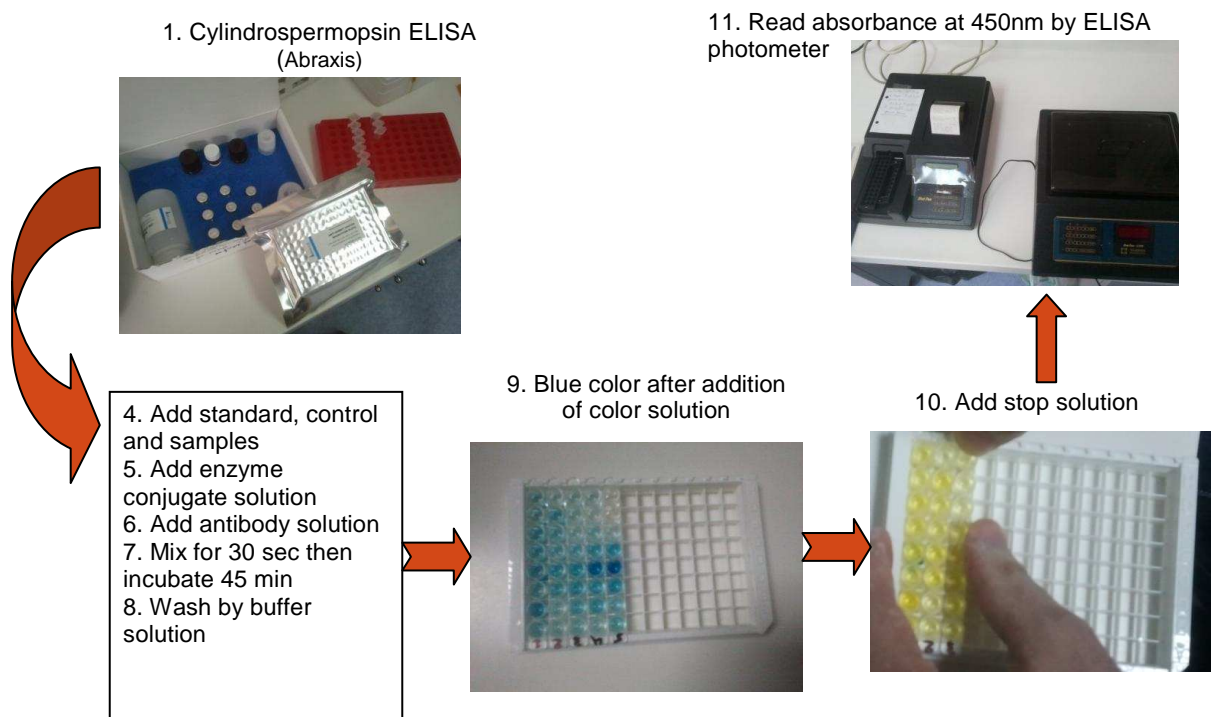 1. Cylindrospermopsin ELISA
(Abraxis)
11. Read absorbance at 450nm by ELISA
photometer
4. Add standard, control
and samples
5. Add enzyme
conjugate solution
6. Add antibody solution
7. Mix for 30 sec then
incubate 45 min
8. Wash by buffer
solution
9. Blue color after addition
of color solution
10. Add stop solution